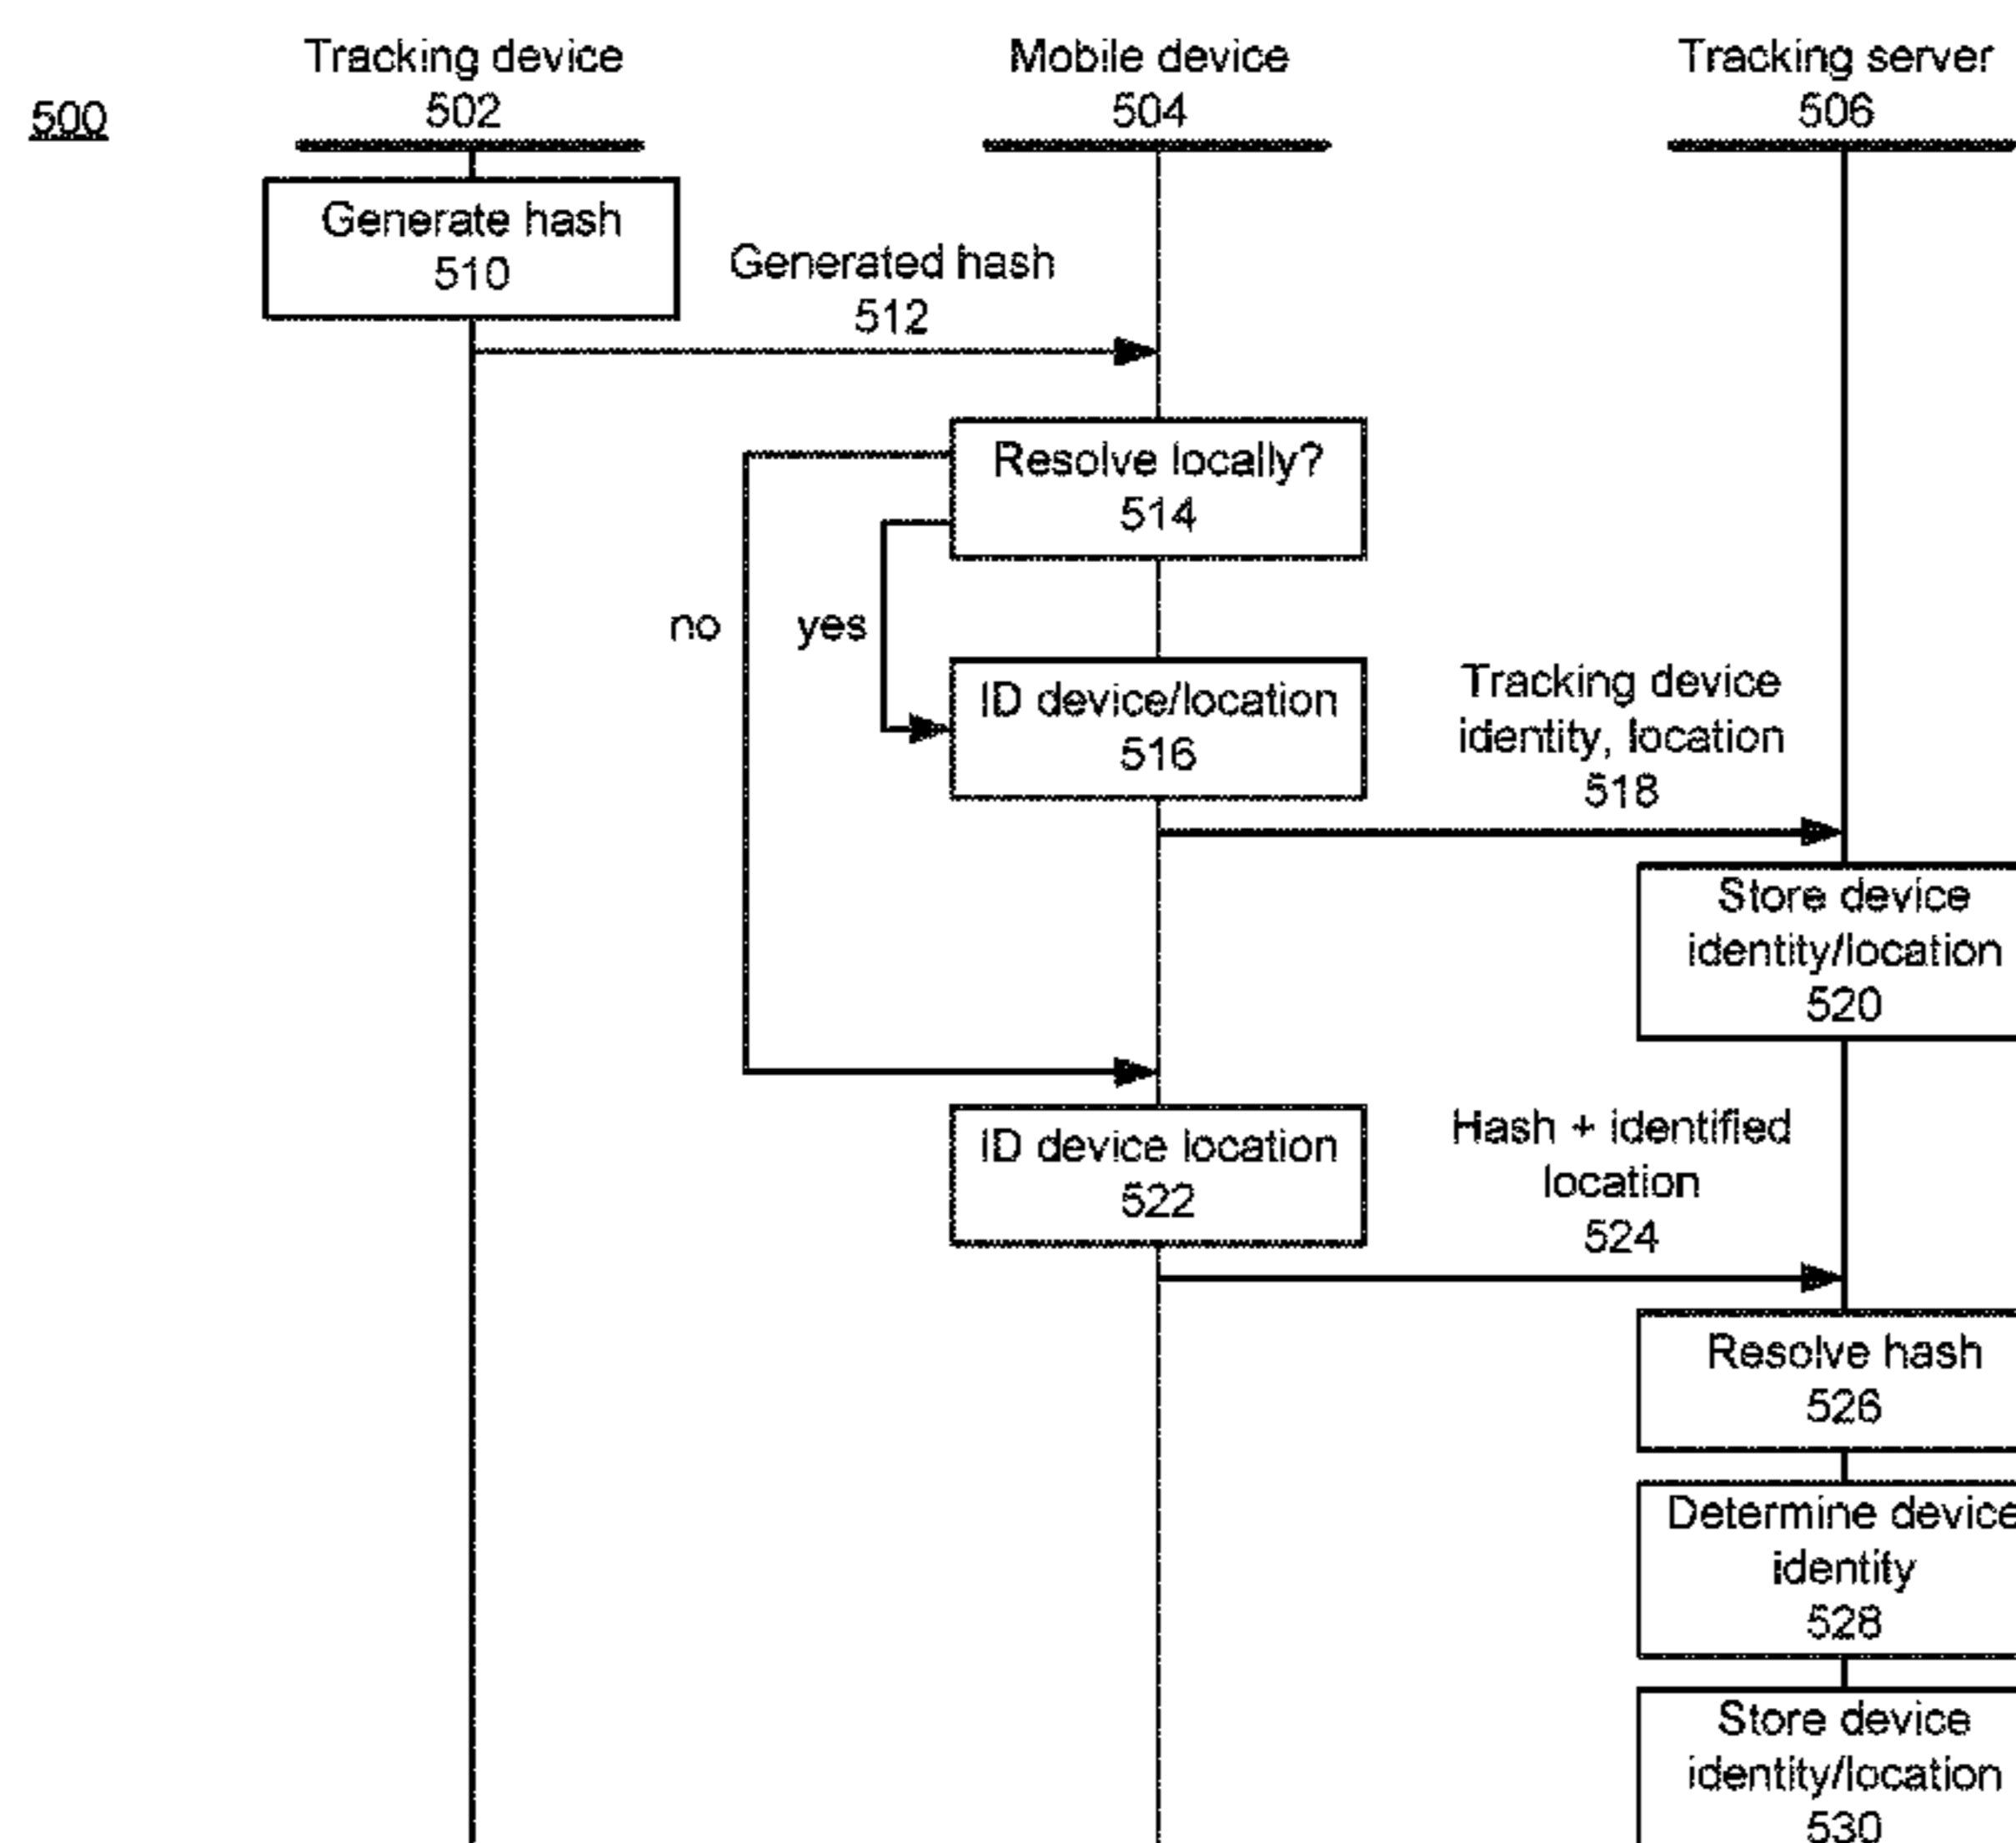 500
Tracking device
502
Mobile device
504
Tracking server
506
Generate hash
510
Generated hash
512
Resolve locally?
514
no
yes
ID device/location
516
Tracking device
identity, location
518
Store device
identity/location
520
ID device location
522
Hash + identified
location
524
Resolve hash
526
Determine device
identity
528
Store device
identity/location
530